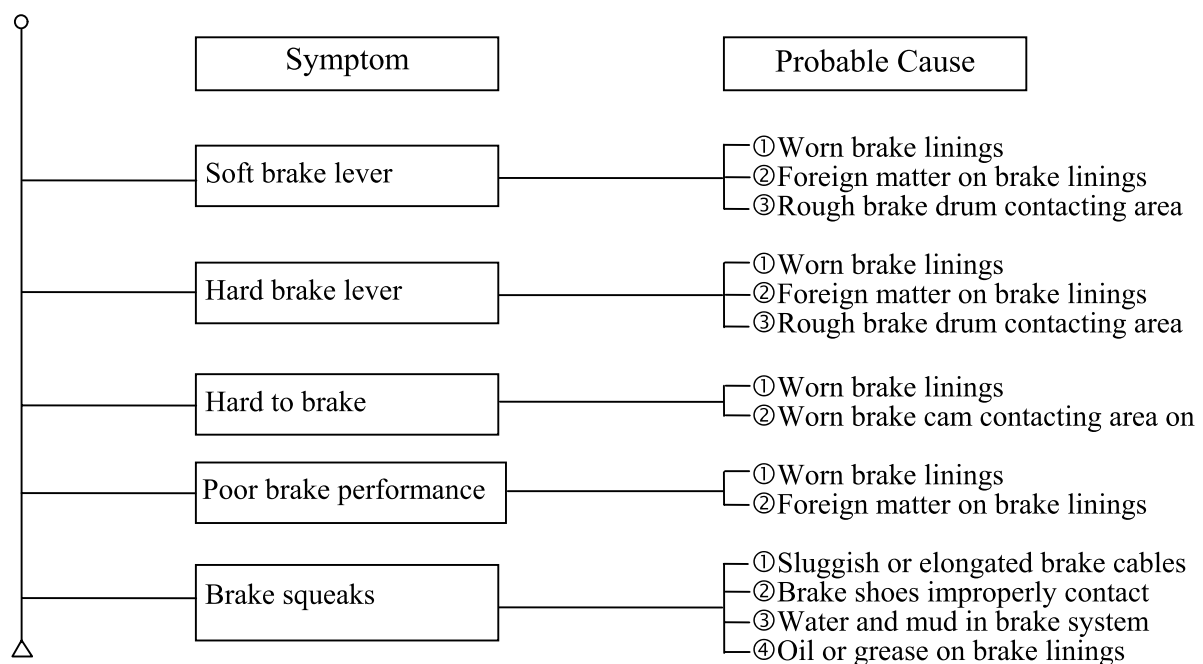 Symptom
Probable Cause
Soft brake lever
①Worn brake linings
②Foreign matter on brake linings
③Rough brake drum contacting area
Hard brake lever
①Worn brake linings
②Foreign matter on brake linings
③Rough brake drum contacting area
Hard to brake
①Worn brake linings
②Worn brake cam contacting area on
Poor brake performance
①Worn brake linings
②Foreign matter on brake linings
Brake squeaks
①Sluggish or elongated brake cables
②Brake shoes improperly contact
③Water and mud in brake system
④Oil or grease on brake linings